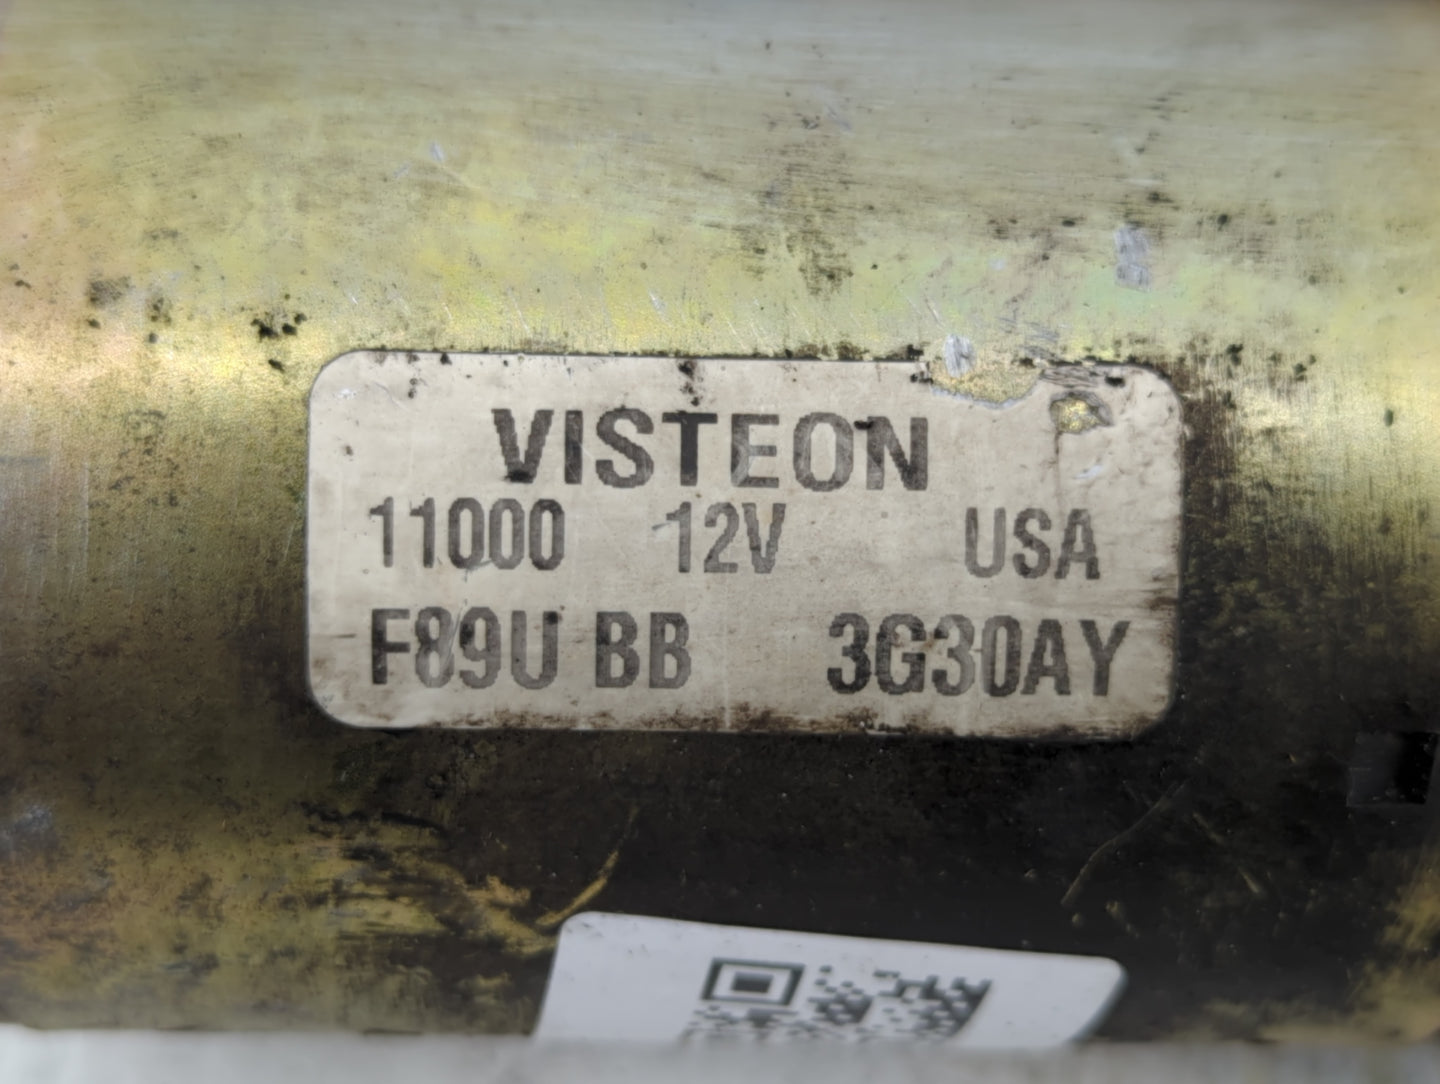 VISTEON
11000 12V USA
F89U BB 3G30AY